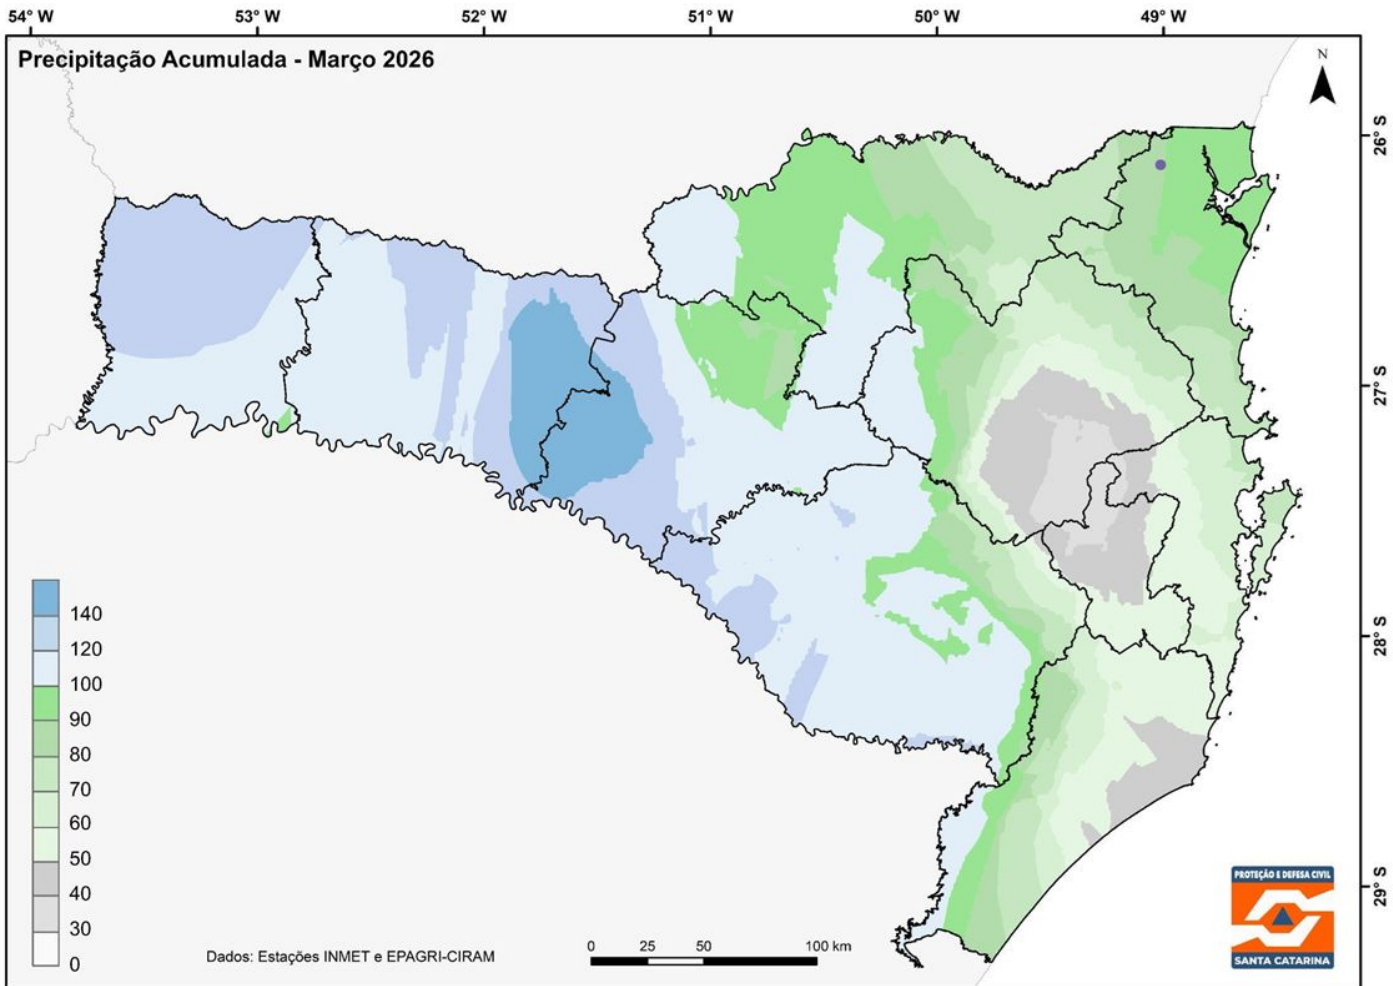 54° W 53° W 52° W 51° W 50° W 49° W
Precipitação Acumulada - Março 2026
N
26° S
27° S
28° S
29° S
140
120
100
90
80
70
60
50
40
30
0
Dados: Estações INMET e EPAGRI-CIRAM
0 25 50 100 km
PROTEÇÃO E DEFESA CIVIL
SANTA CATARINA